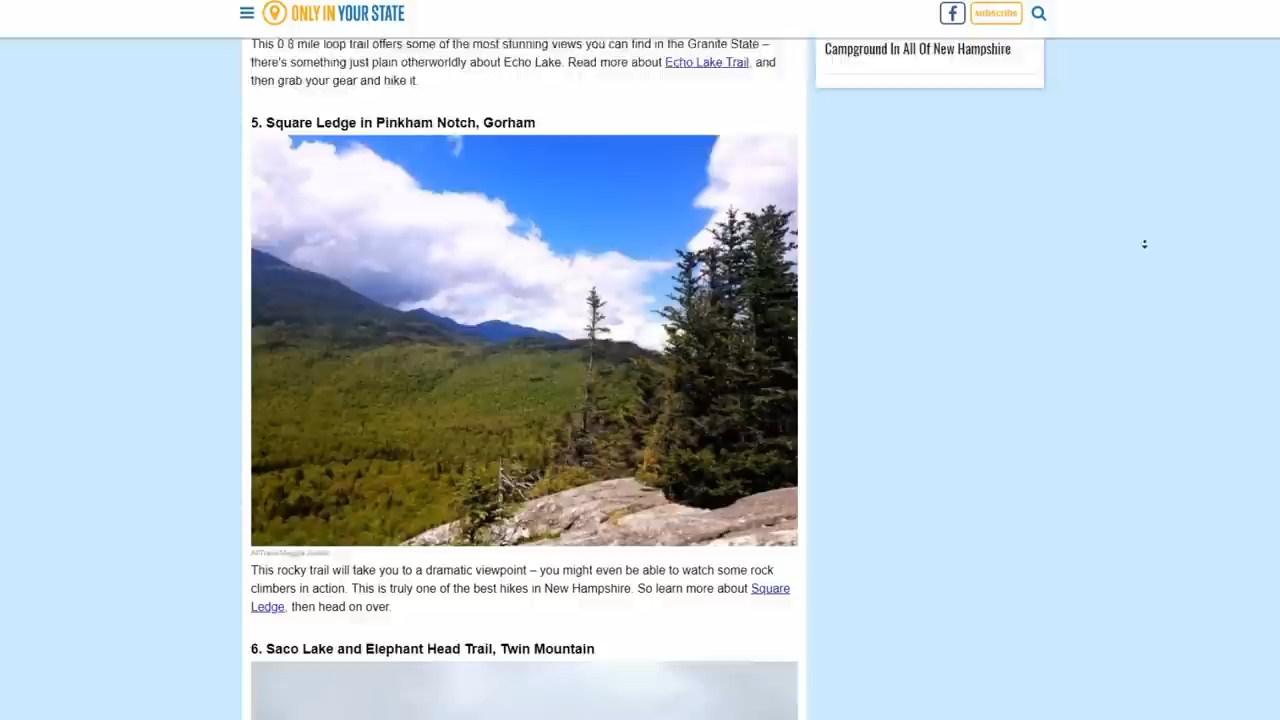 ONLY IN YOUR STATE
subscribe
This 0.8 mile loop trail offers some of the most stunning views you can find in the Granite State –
there's something just plain otherworldly about Echo Lake. Read more about Echo Lake Trail, and
then grab your gear and hike it.
Campground In All Of New Hampshire
5. Square Ledge in Pinkham Notch, Gorham
This rocky trail will take you to a dramatic viewpoint – you might even be able to watch some rock
climbers in action. This is truly one of the best hikes in New Hampshire. So learn more about Square
Ledge, then head on over.
6. Saco Lake and Elephant Head Trail, Twin Mountain